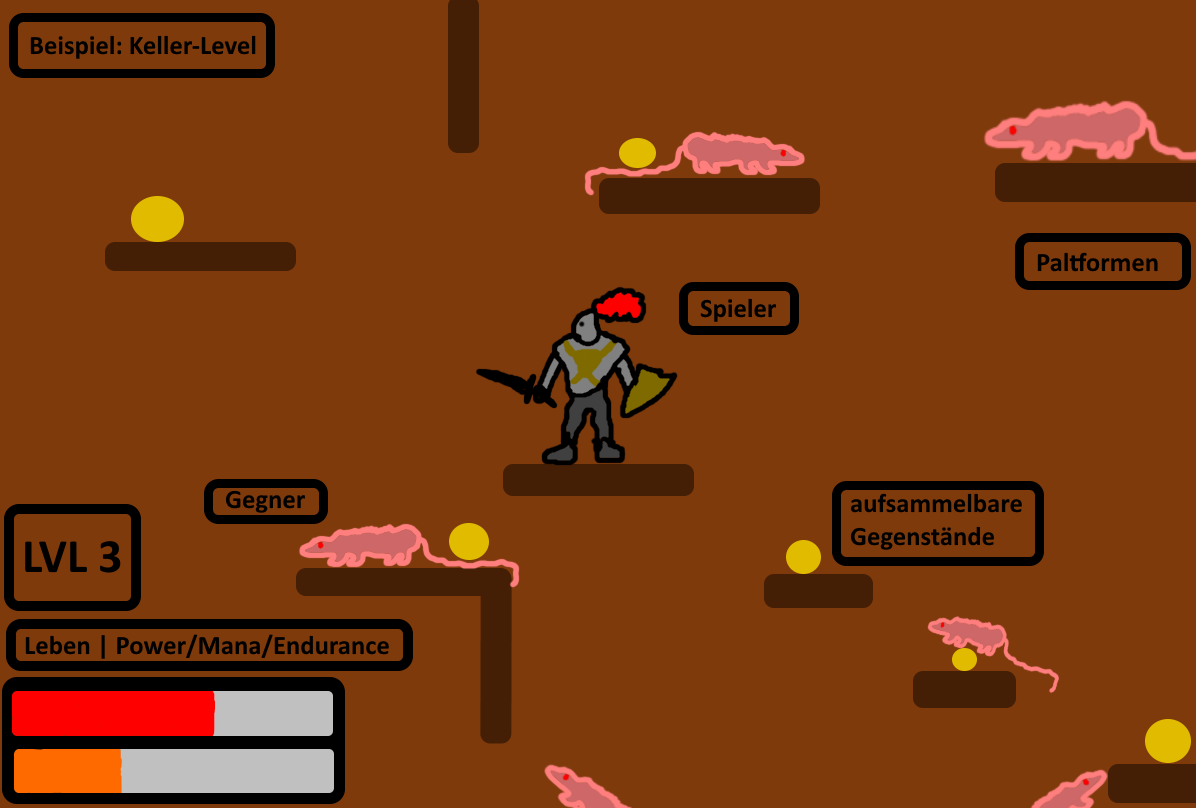 Beispiel: Keller-Level
Paltformen
Spieler
Gegner
aufsammelbare
Gegenstände
LVL 3
Leben | Power/Mana/Endurance